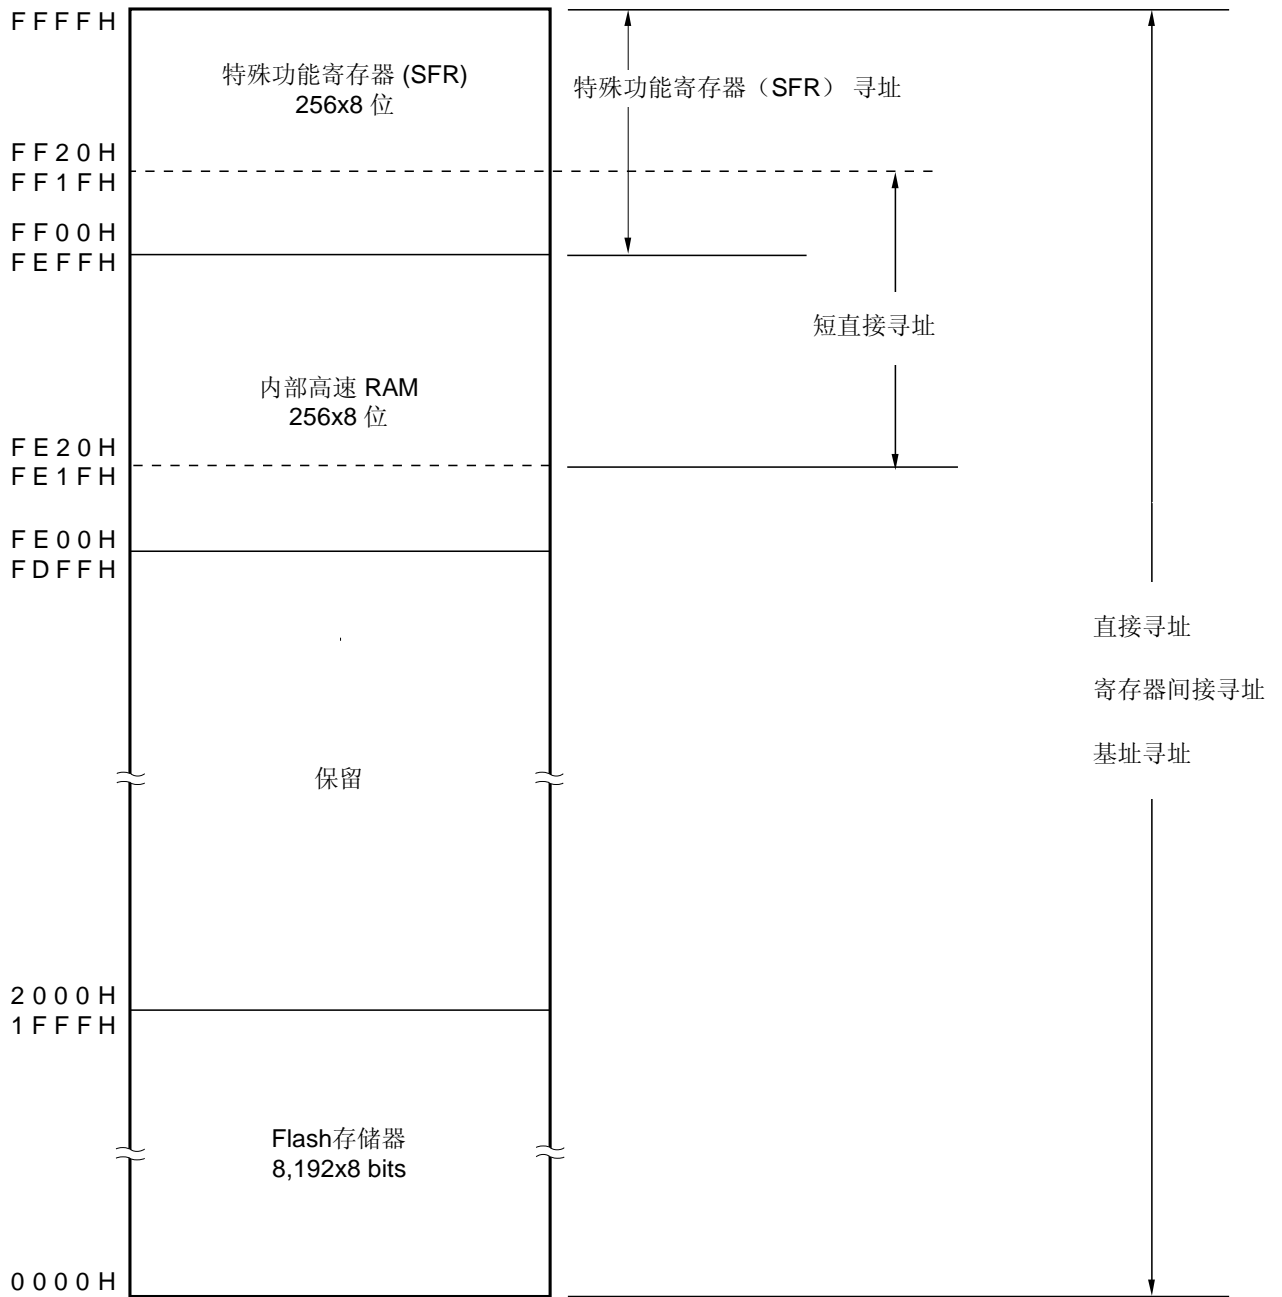 FFFFH
特殊功能寄存器 (SFR)
256x8 位
特殊功能寄存器（SFR） 寻址
FF20H
FF1FH
FF00H
FEFFH
短直接寻址
内部高速 RAM
256x8 位
FE20H
FE1FH
FE00H
FDFFH
直接寻址
寄存器间接寻址
基址寻址
保留
2000H
1FFFH
Flash存储器
8,192x8 bits
0000H